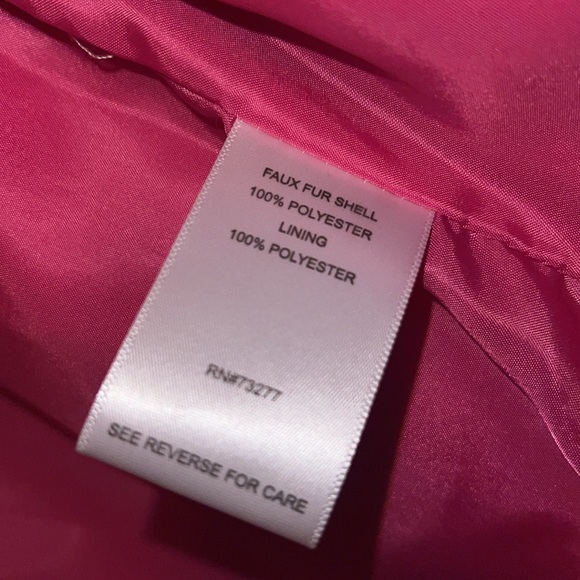 FAUX FUR SHELL
100% POLYESTER
LINING
100% POLYESTER
RN#73277
SEE REVERSE FOR CARE